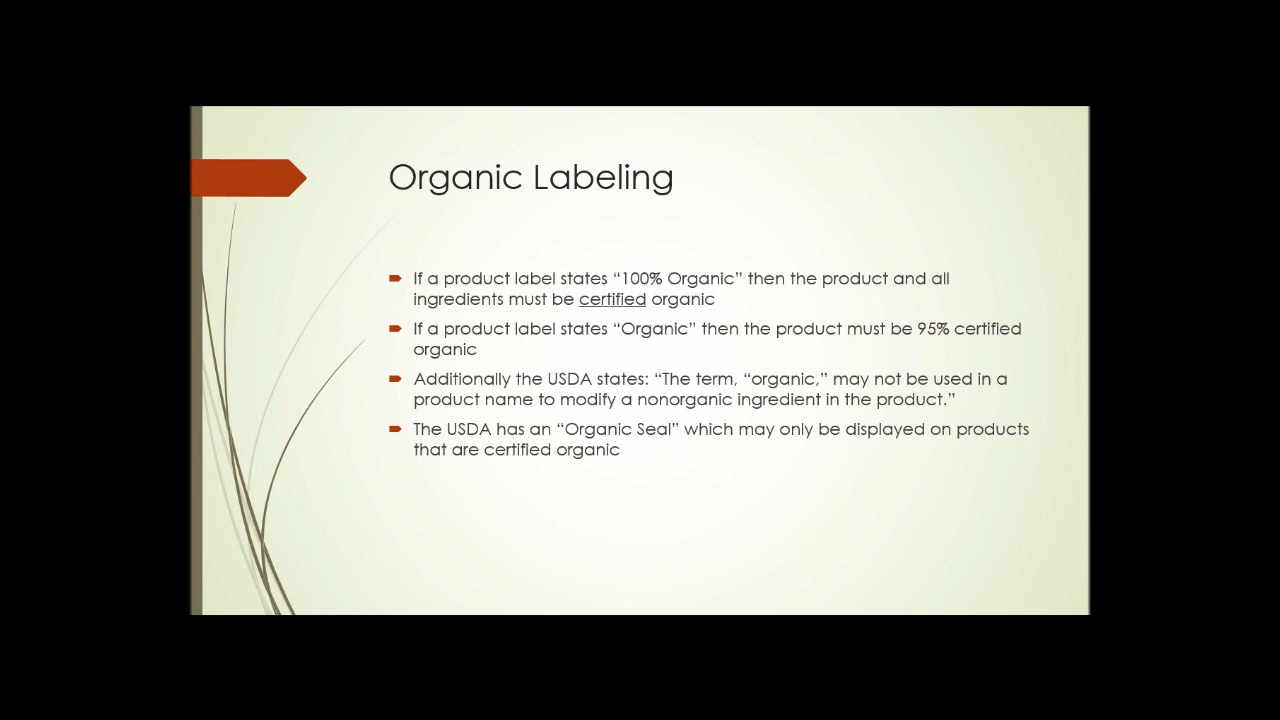 Organic Labeling
If a product label states “100% Organic” then the product and all
ingredients must be certified organic
If a product label states “Organic” then the product must be 95% certified
organic
Additionally the USDA states: “The term, “organic,” may not be used in a
product name to modify a nonorganic ingredient in the product.”
The USDA has an “Organic Seal” which may only be displayed on products
that are certified organic